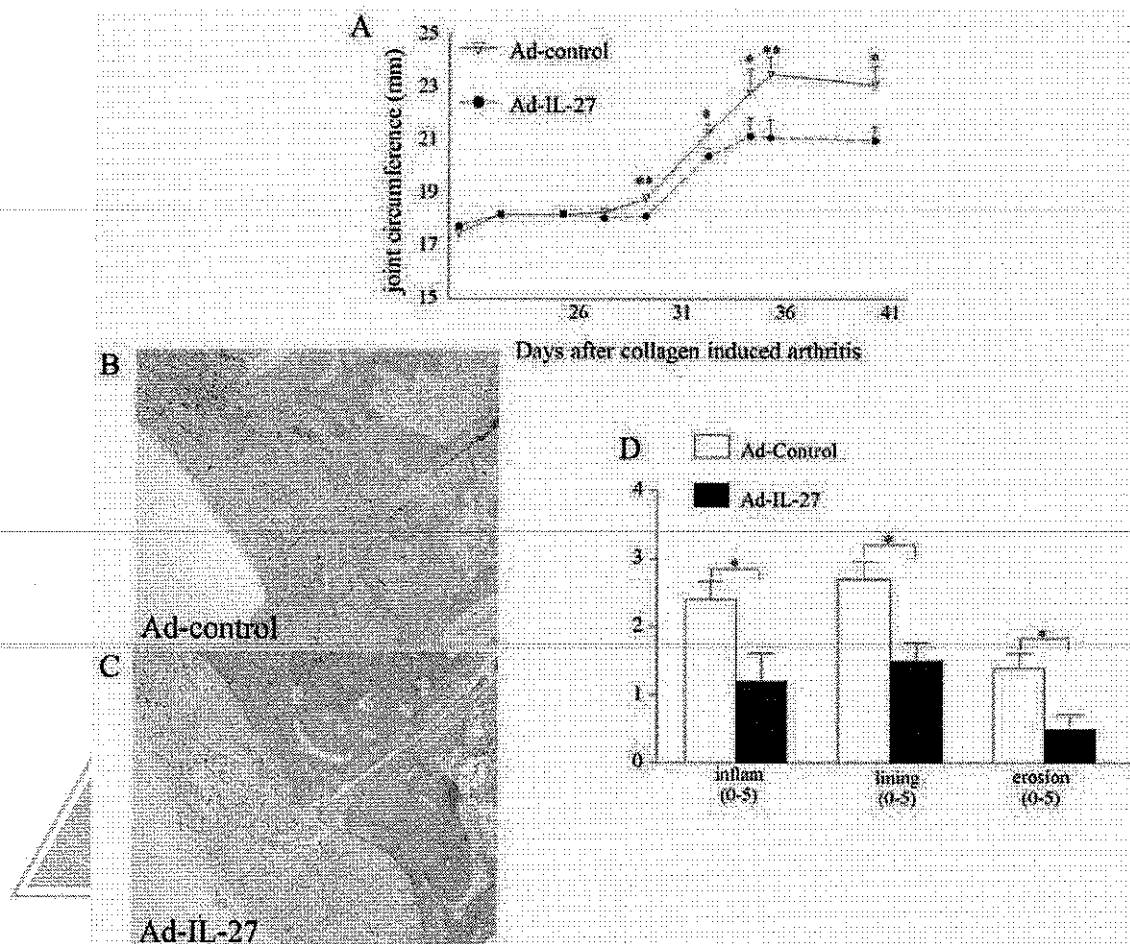 A
25
23
21
19
17
15
joint circumference (mm)
Ad-control
Ad-IL-27
*
**
*
*
**
*
26 31 36 41
Days after collagen induced arthritis
B
Ad-control
C
Ad-IL-27
D
Ad-Control
Ad-IL-27
4
3
2
1
0
*
*
*
inflam lining erosion
(0-5) (0-5) (0-5)